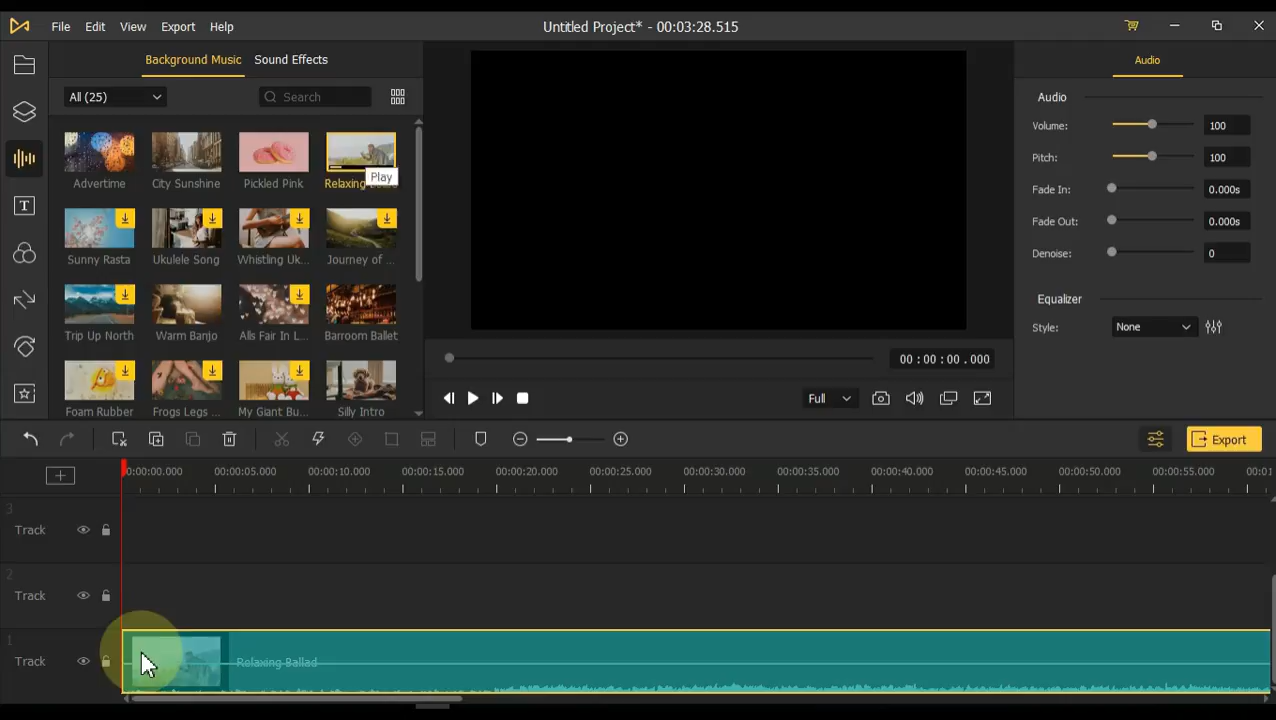 File Edit View Export Help
Untitled Project* - 00:03:28.515
Background Music Sound Effects
All (25)
Search
Advertime City Sunshine Pickled Pink Relaxing
Play
Sunny Rasta Ukulele Song Whistling Uk... Journey of ...
Trip Up North Warm Banjo Alls Fair In L... Barroom Ballet
Foam Rubber Frogs Legs ... My Giant Bu... Silly Intro
00 : 00 : 00 .000
Full
Audio
Audio
Volume: 100
Pitch: 100
Fade In: 0.000s
Fade Out: 0.000s
Denoise: 0
Equalizer
Style: None
Export
0:00:00.000 00:00:05.000 00:00:10.000 00:00:15.000 00:00:20.000 00:00:25.000 00:00:30.000 00:00:35.000 00:00:40.000 00:00:45.000 00:00:50.000 00:00:55.000 00:01
3
Track
2
Track
1
Track
Relaxing Ballad